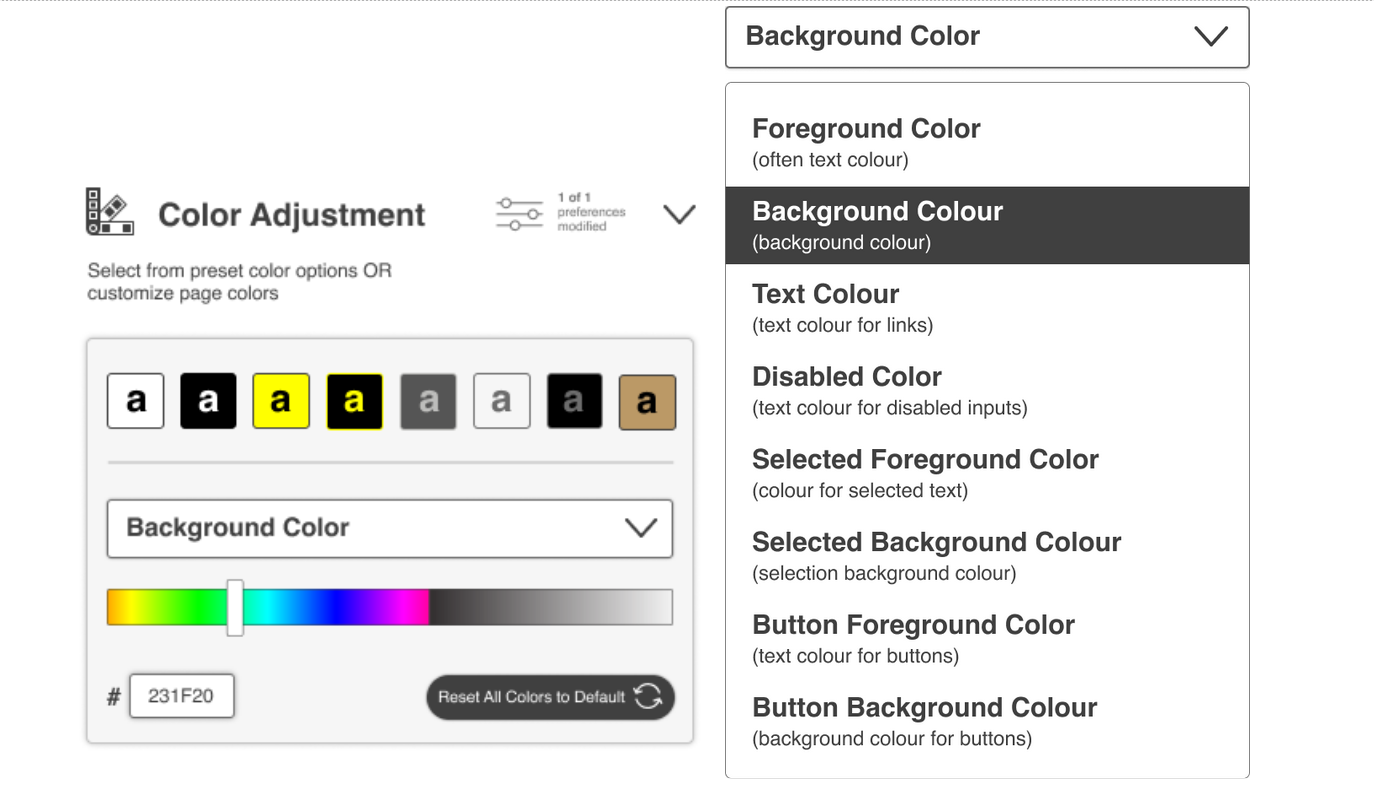 Color Adjustment
1 of 1
preferences
modified
Select from preset color options OR
customize page colors
a a a a a a a a
Background Color
# 231F20
Reset All Colors to Default
Background Color
Foreground Color
(often text colour)
Background Colour
(background colour)
Text Colour
(text colour for links)
Disabled Color
(text colour for disabled inputs)
Selected Foreground Color
(colour for selected text)
Selected Background Colour
(selection background colour)
Button Foreground Color
(text colour for buttons)
Button Background Colour
(background colour for buttons)